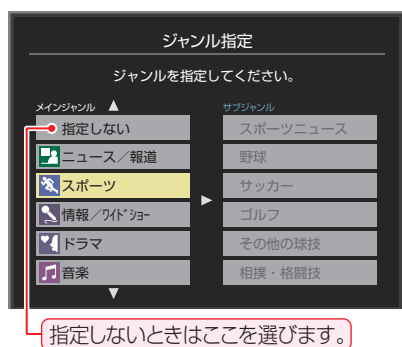 ジャンル指定
ジャンルを指定してください。
メインジャンル
指定しない
ニュース／報道
スポーツ
情報／ワイドショー
ドラマ
音楽
サブジャンル
スポーツニュース
野球
サッカー
ゴルフ
その他の球技
相撲・格闘技
指定しないときはここを選びます。